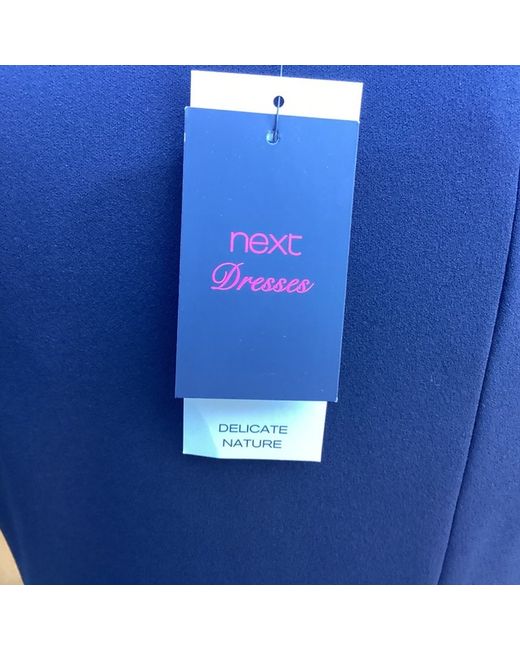 next
Dresses
DELICATE
NATURE